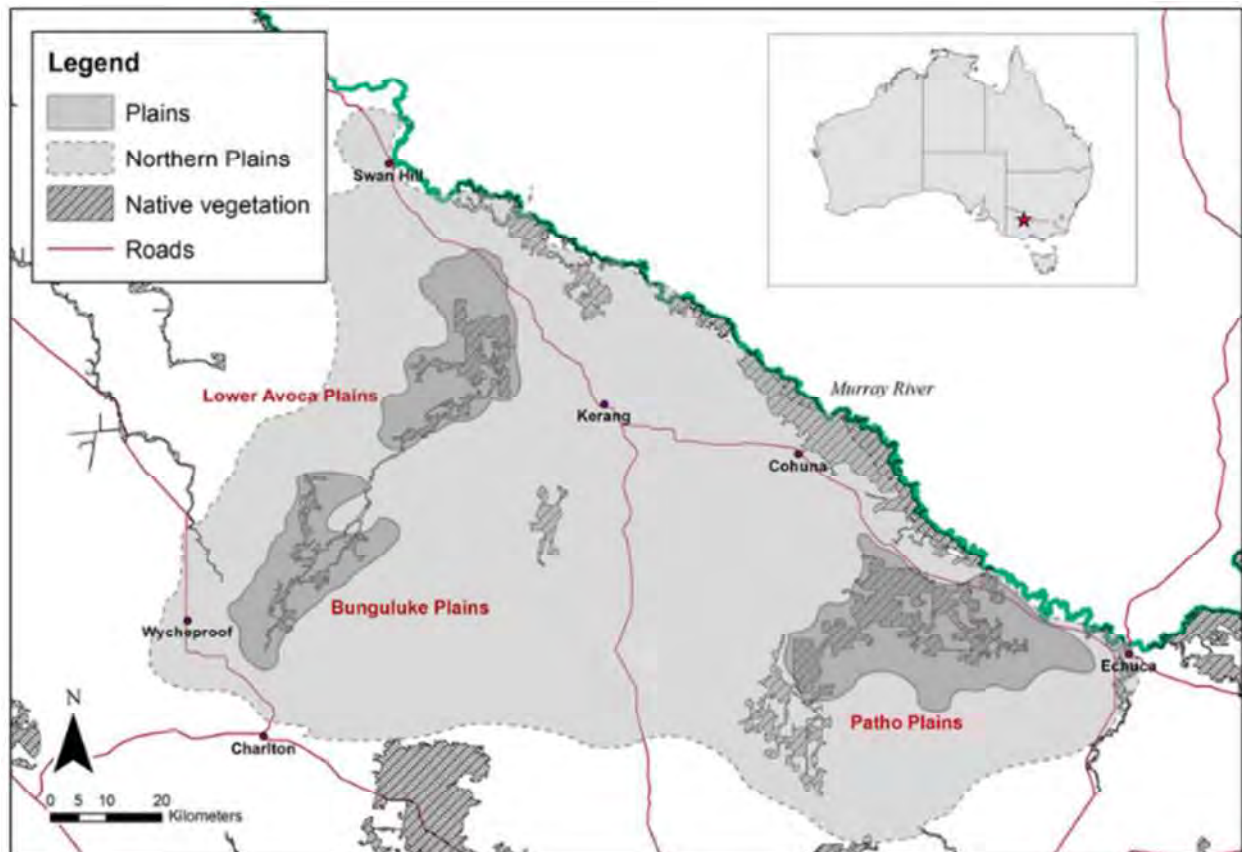 Legend
Plains
Northern Plains
Native vegetation
Roads
Swan Hill
Lower Avoca Plains
Kerang
Murray River
Cohuna
Bunguluke Plains
Wycheproof
Echuca
Patho Plains
N
Charlton
0 5 10 20
Kilometers